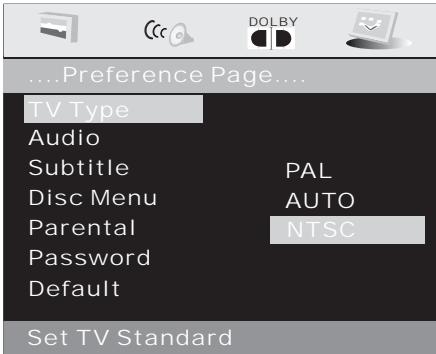 DOLBY
....Preference Page....
TV Type
Audio
Subtitle
PAL
Disc Menu
AUTO
Parental
NTSC
Password
Default
Set TV Standard